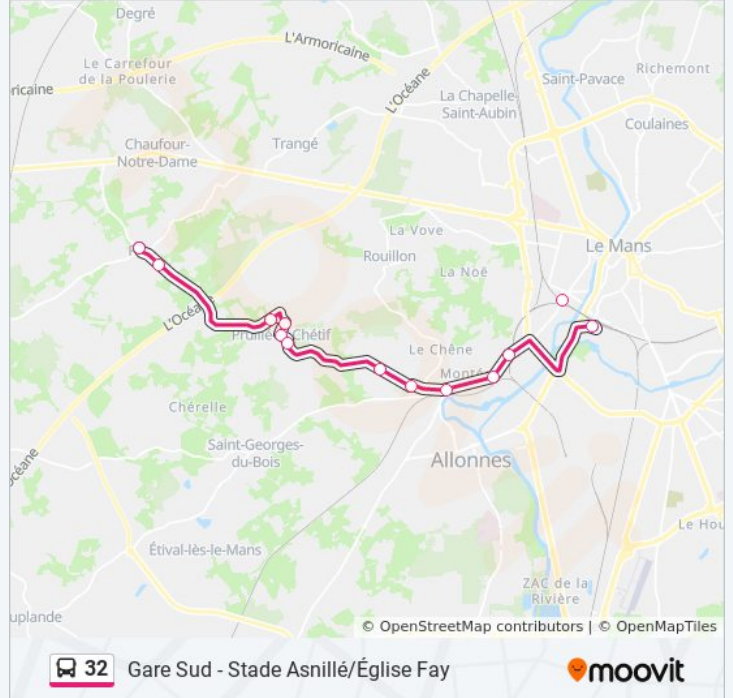 Degré
L'Armoricaine
Le Carrefour
de la Poulerie
ricaine
L'Océane
Saint-Pavace
Richemont
La Chapelle-
Saint-Aubin
Coulaines
Chaufour-
Notre-Dame
Trangé
La Vove
Rouillon
Le Mans
La Noë
L'Océane
Chétif
Le Chêne
Chérelle
Saint-Georges-
du-Bois
Allonnes
Océane
Le Hou
Étival-lès-le-Mans
ZAC de la
Rivière
uplande
© OpenStreetMap contributors | © OpenMapTiles
32 Gare Sud - Stade Asnillé/Église Fay
moovit